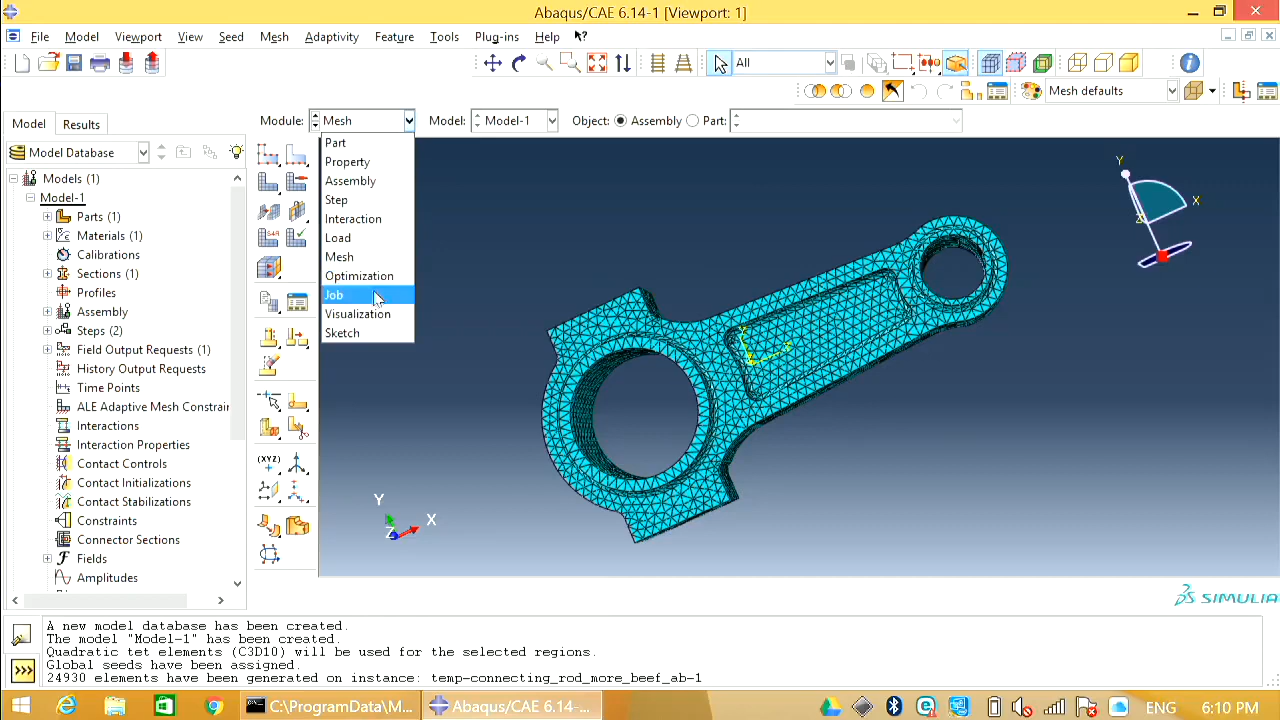 Abaqus/CAE 6.14-1 [Viewport: 1]
File Model Viewport View Seed Mesh Adaptivity Feature Tools Plug-ins Help
All
Mesh defaults
Model Results
Module: Mesh Model: Model-1 Object: Assembly Part:
Model Database
Models (1)
Model-1
Parts (1)
Materials (1)
Calibrations
Sections (1)
Profiles
Assembly
Steps (2)
Field Output Requests (1)
History Output Requests
Time Points
ALE Adaptive Mesh Constrain
Interactions
Interaction Properties
Contact Controls
Contact Initializations
Contact Stabilizations
Constraints
Connector Sections
Fields
Amplitudes
(XYZ)
Part
Property
Assembly
Step
Interaction
Load
Mesh
Optimization
Job
Visualization
Sketch
Y
X
Z
Y
X
Z
SIMULIA
A new model database has been created.
The model "Model-1" has been created.
Quadratic tet elements (C3D10) will be used for the selected regions.
Global seeds have been assigned.
24930 elements have been generated on instance: temp-connecting_rod_more_beef_ab-1
>>>
C:\ProgramData\M...
Abaqus/CAE 6.14-...
ENG
6:10 PM